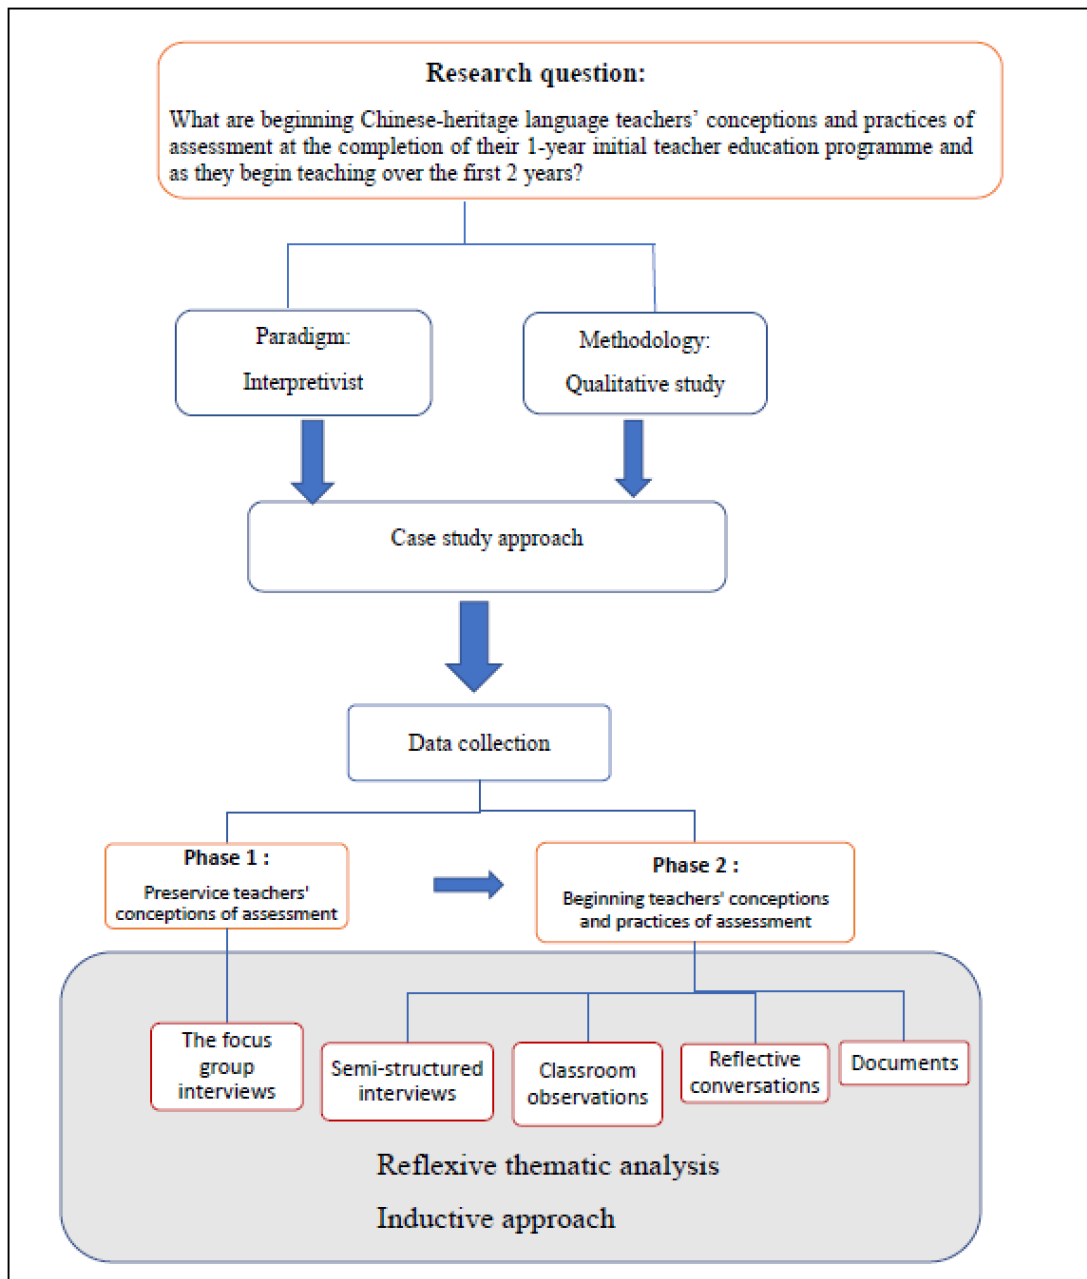 Research question:
What are beginning Chinese-heritage language teachers’ conceptions and practices of
assessment at the completion of their 1-year initial teacher education programme and
as they begin teaching over the first 2 years?
Paradigm:
Interpretivist
Methodology:
Qualitative study
Case study approach
Data collection
Phase 1 :
Preservice teachers'
conceptions of assessment
Phase 2 :
Beginning teachers' conceptions
and practices of assessment
The focus
group
interviews
Semi-structured
interviews
Classroom
observations
Reflective
conversations
Documents
Reflexive thematic analysis
Inductive approach